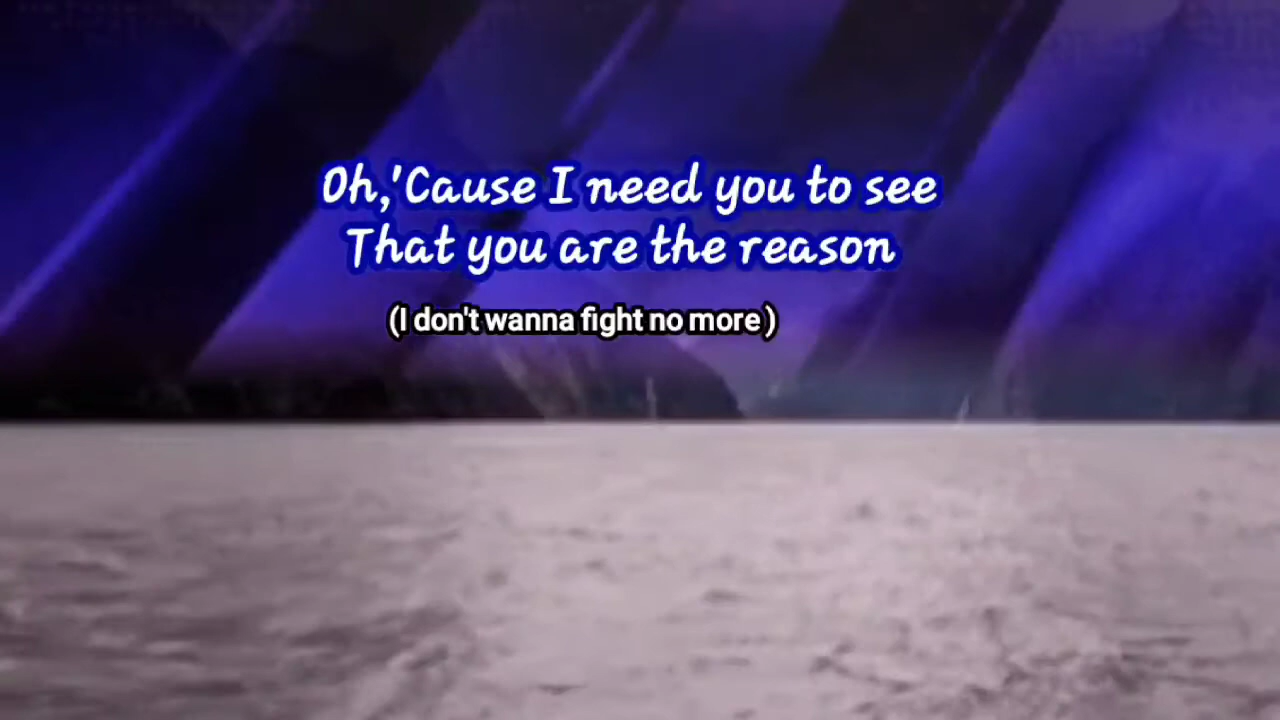 Oh,'Cause I need you to see
That you are the reason
(I don't wanna fight no more)